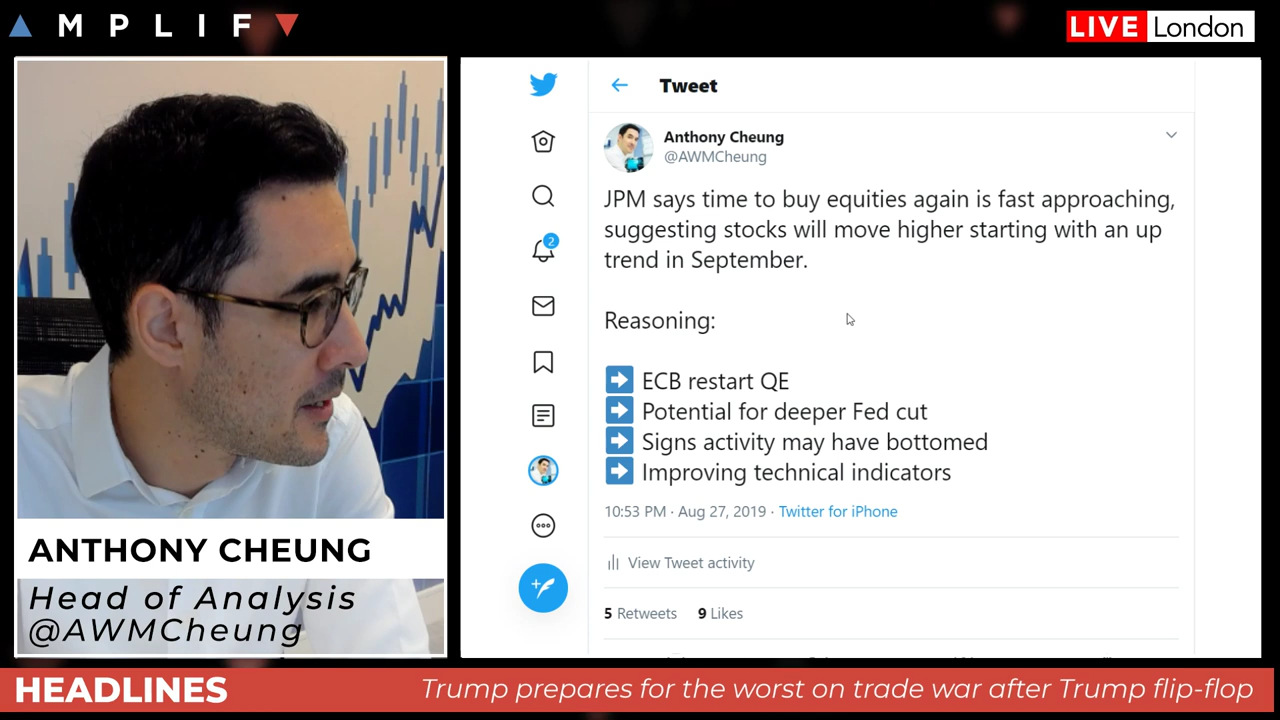 AMPLIFY
LIVE London
Tweet
Anthony Cheung
@AWMCheung
JPM says time to buy equities again is fast approaching,
suggesting stocks will move higher starting with an up
trend in September.
Reasoning:
ECB restart QE
Potential for deeper Fed cut
Signs activity may have bottomed
Improving technical indicators
10:53 PM · Aug 27, 2019 · Twitter for iPhone
View Tweet activity
5 Retweets 9 Likes
2
ANTHONY CHEUNG
Head of Analysis
@AWMCheung
HEADLINES
Trump prepares for the worst on trade war after Trump flip-flop